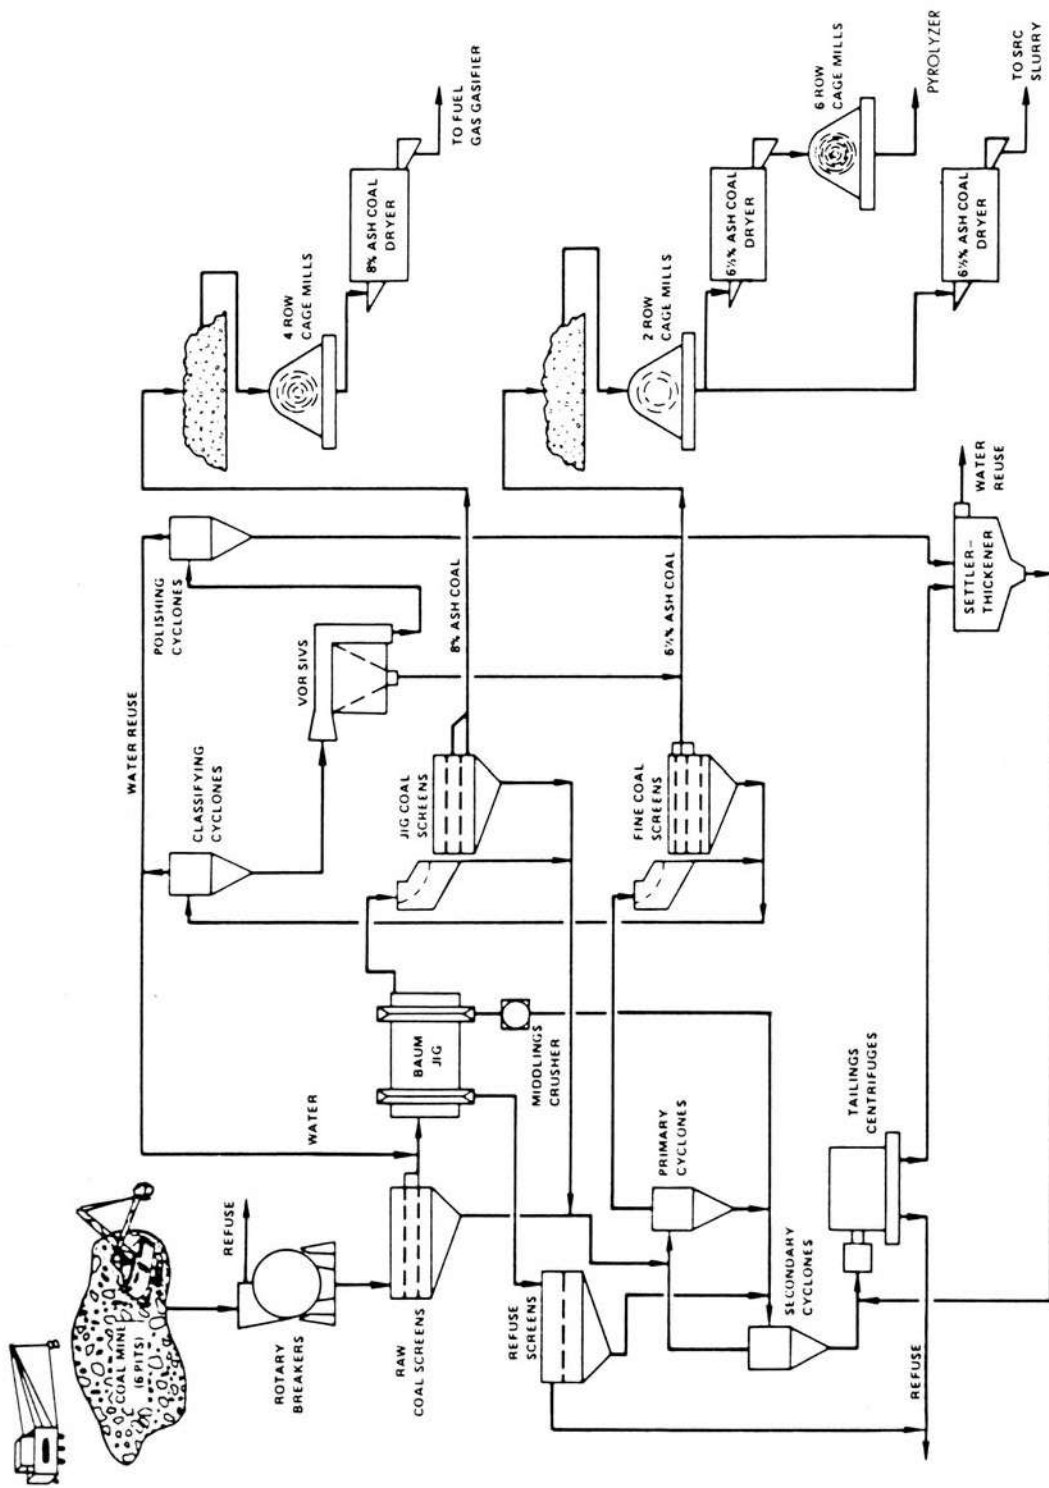 COAL MINE
(6 PITS)
REFUSE
ROTARY
BREAKERS
RAW
COAL SCREENS
WATER
WATER REUSE
BAUM
JIG
MIDDLINGS
CRUSHER
REFUSE
SCREENS
CLASSIFYING
CYCLONES
POLISHING
CYCLONES
VOR SIVS
JIG COAL
SCREENS
8% ASH COAL
4 ROW
CAGE MILLS
8% ASH COAL
DRYER
TO FUEL
GAS GASIFIER
PRIMARY
CYCLONES
SECONDARY
CYCLONES
FINE COAL
SCREENS
6½% ASH COAL
2 ROW
CAGE MILLS
6½% ASH COAL
DRYER
6 ROW
CAGE MILLS
PYROLYZER
6½% ASH COAL
DRYER
TO SRC
SLURRY
TAILINGS
CENTRIFUGES
REFUSE
SETTLER-
THICKENER
WATER
REUSE